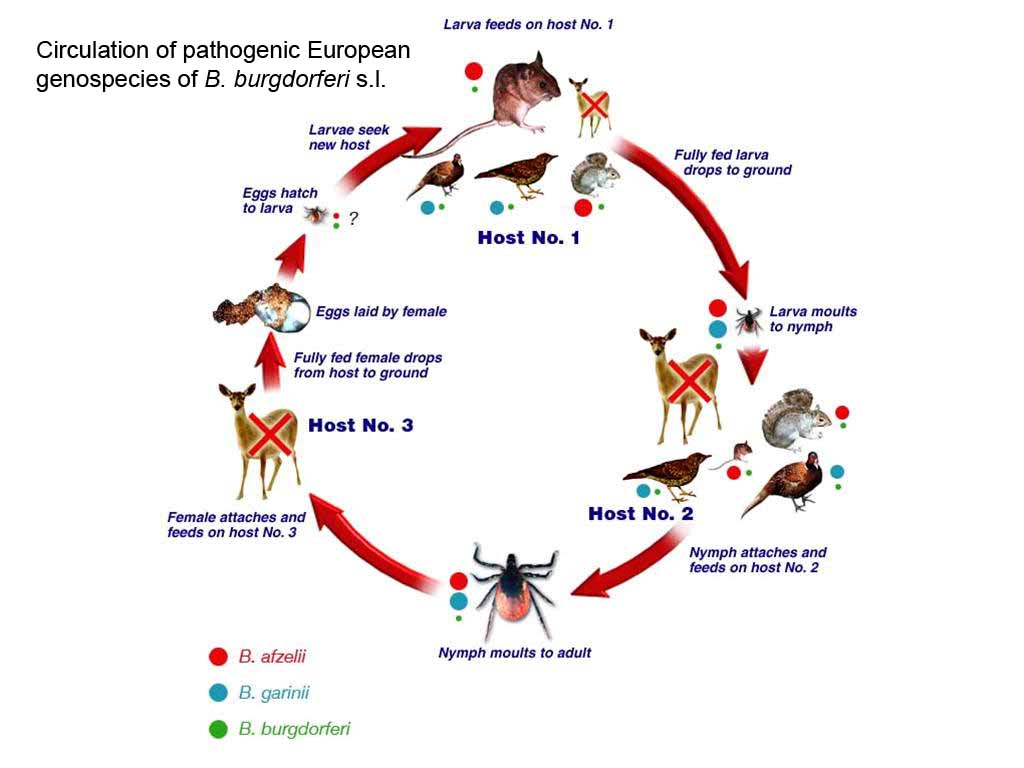 Circulation of pathogenic European
genospecies of B. burgdorferi s.l.
Larva feeds on host No. 1
Larvae seek
new host
Fully fed larva
drops to ground
Eggs hatch
to larva
?
Host No. 1
Eggs laid by female
Larva moults
to nymph
Fully fed female drops
from host to ground
Host No. 3
Host No. 2
Female attaches and
feeds on host No. 3
Nymph attaches and
feeds on host No. 2
Nymph moults to adult
B. afzelii
B. garinii
B. burgdorferi